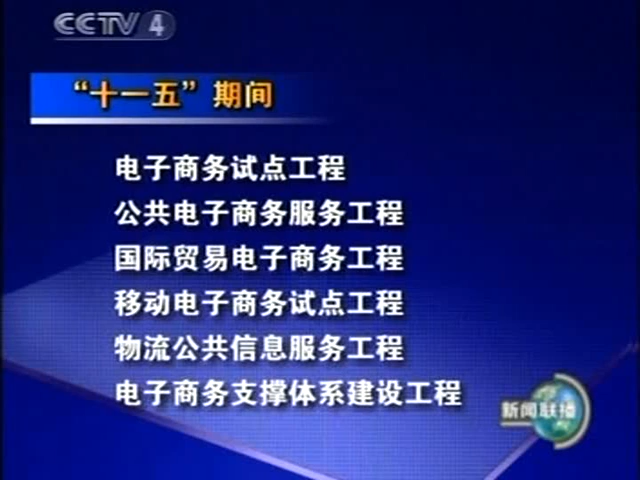 CCTV 4
“十一五”期间
电子商务试点工程
公共电子商务服务工程
国际贸易电子商务工程
移动电子商务试点工程
物流公共信息服务工程
电子商务支撑体系建设工程
新闻联播